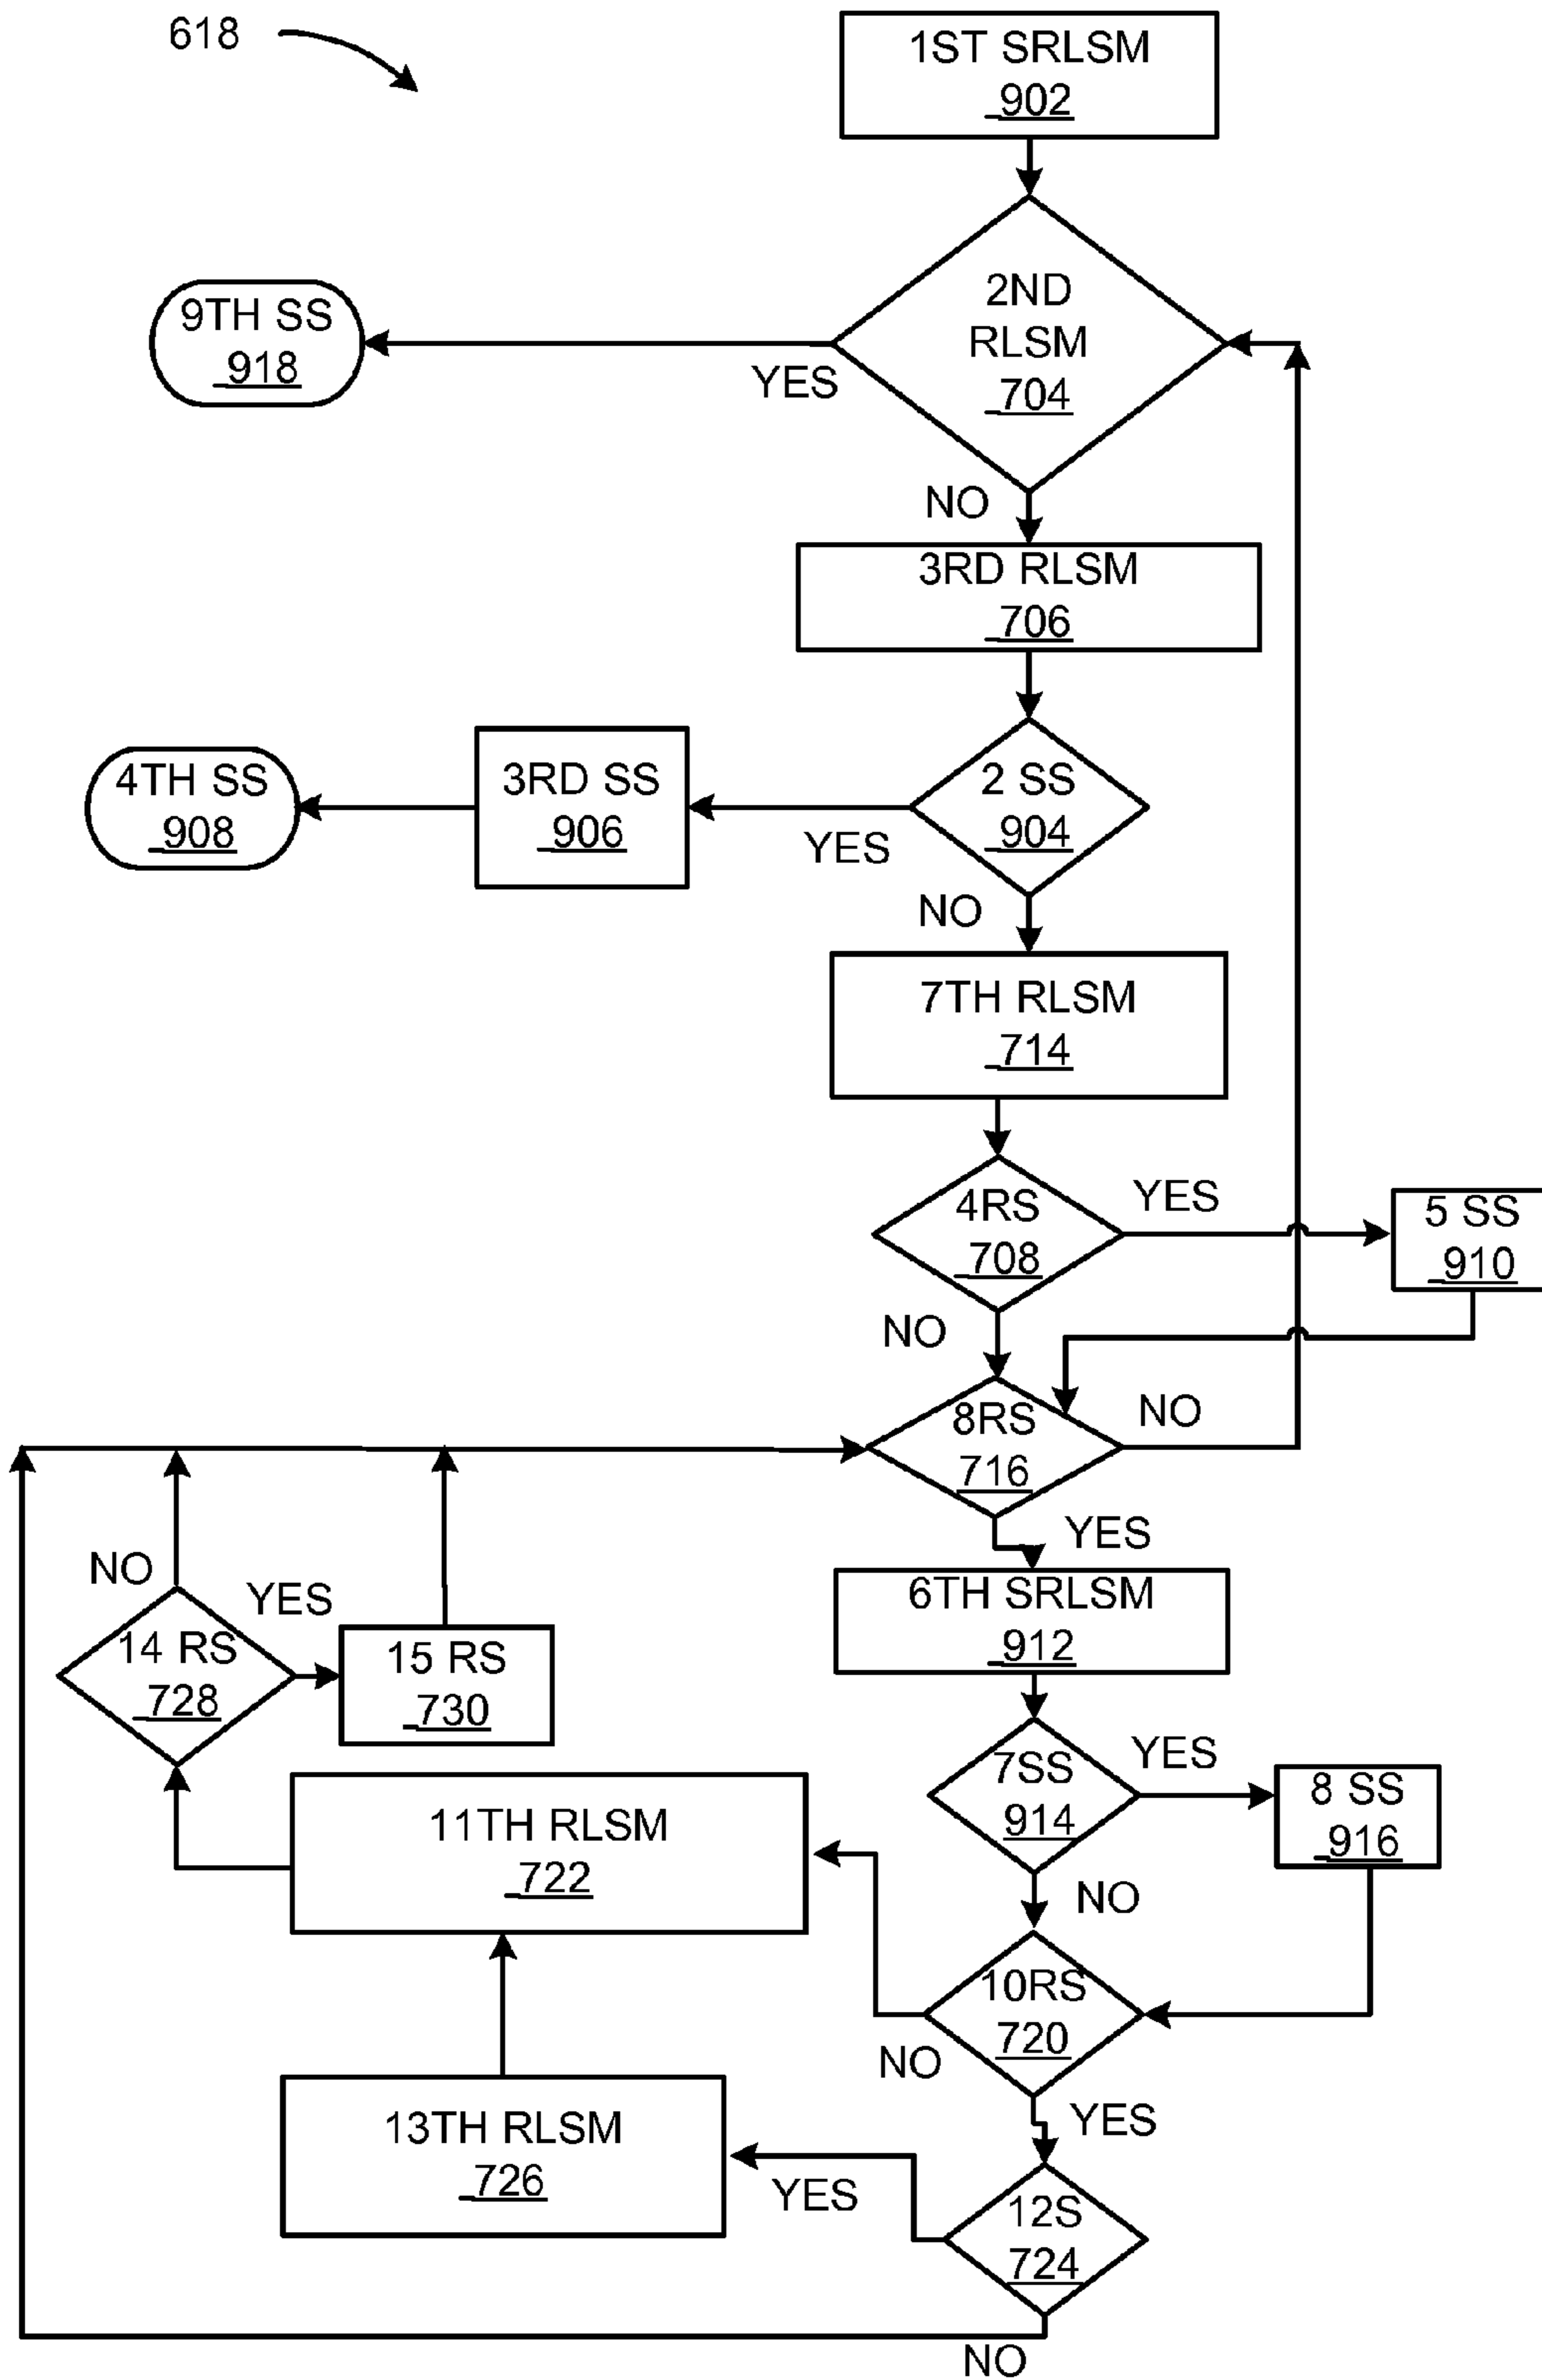 618
1ST SRLSM
902
2ND
RLSM
704
9TH SS
918
YES
NO
3RD RLSM
706
2 SS
904
3RD SS
906
4TH SS
908
YES
NO
7TH RLSM
714
4RS
708
YES
5 SS
910
NO
8RS
716
NO
YES
6TH SRLSM
912
NO
14 RS
728
YES
15 RS
730
7SS
914
YES
8 SS
916
11TH RLSM
722
NO
10RS
720
NO
YES
13TH RLSM
726
YES
12S
724
NO